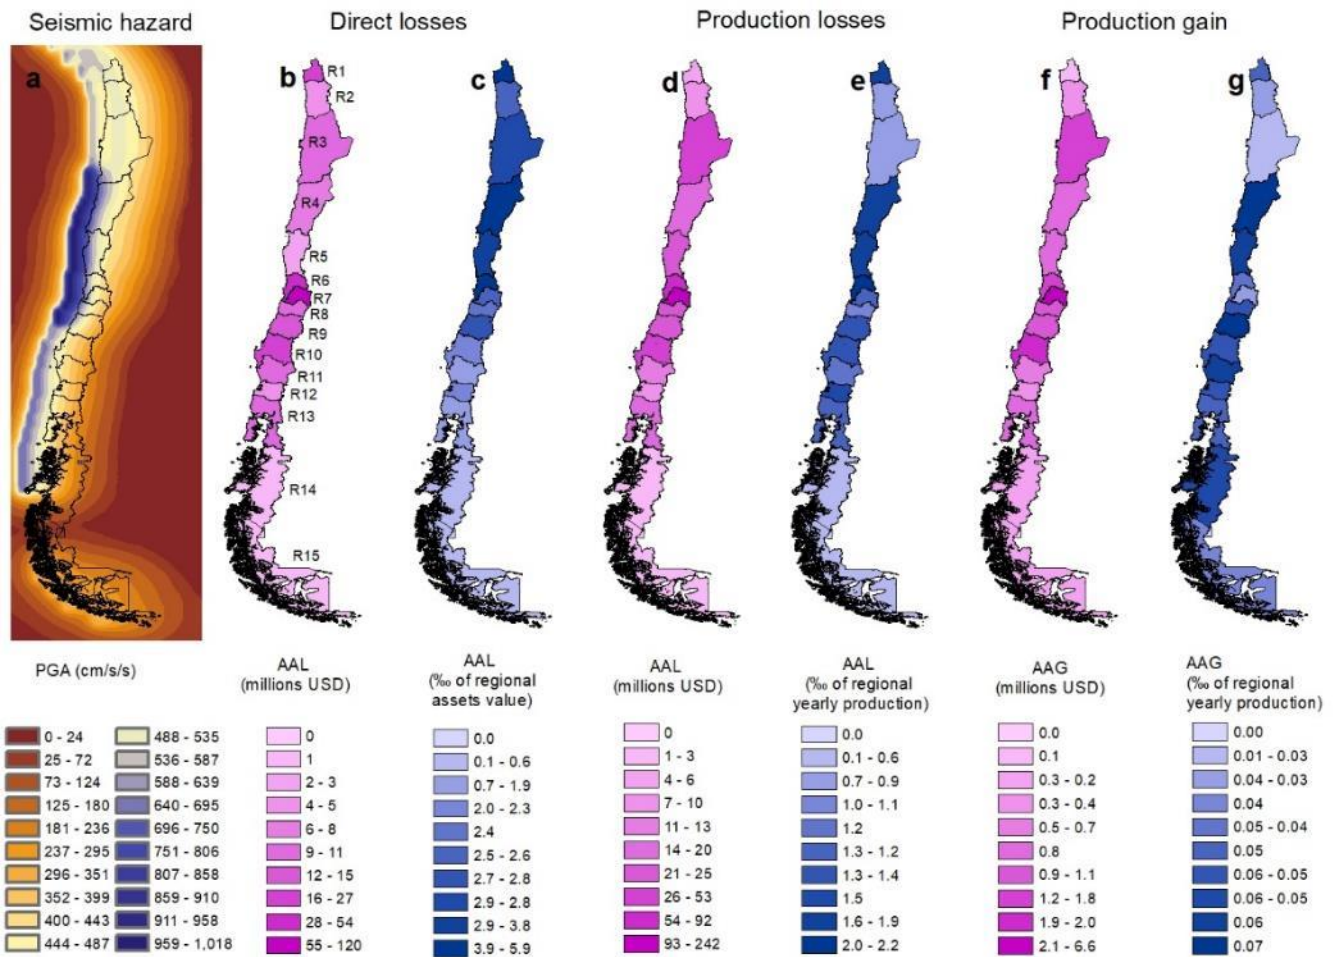 Seismic hazard
Direct losses
Production losses
Production gain
a
b
c
d
e
f
g
R1
R2
R3
R4
R5
R6
R7
R8
R9
R10
R11
R12
R13
R14
R15
PGA (cm/s/s)
0 - 24
25 - 72
73 - 124
125 - 180
181 - 236
237 - 295
296 - 351
352 - 399
400 - 443
444 - 487
488 - 535
536 - 587
588 - 639
640 - 695
696 - 750
751 - 806
807 - 858
859 - 910
911 - 958
959 - 1,018
AAL
(millions USD)
0
1
2 - 3
4 - 5
6 - 8
9 - 11
12 - 15
16 - 27
28 - 54
55 - 120
AAL
(‰ of regional
assets value)
0.0
0.1 - 0.6
0.7 - 1.9
2.0 - 2.3
2.4
2.5 - 2.6
2.7 - 2.8
2.9 - 2.8
2.9 - 3.8
3.9 - 5.9
AAL
(millions USD)
0
1 - 3
4 - 6
7 - 10
11 - 13
14 - 20
21 - 25
26 - 53
54 - 92
93 - 242
AAL
(‰ of regional
yearly production)
0.0
0.1 - 0.6
0.7 - 0.9
1.0 - 1.1
1.2
1.3 - 1.2
1.3 - 1.4
1.5
1.6 - 1.9
2.0 - 2.2
AAG
(millions USD)
0.0
0.1
0.3 - 0.2
0.3 - 0.4
0.5 - 0.7
0.8
0.9 - 1.1
1.2 - 1.8
1.9 - 2.0
2.1 - 6.6
AAG
(‰ of regional
yearly production)
0.00
0.01 - 0.03
0.04 - 0.03
0.04
0.05 - 0.04
0.05
0.06 - 0.05
0.06 - 0.05
0.06
0.07